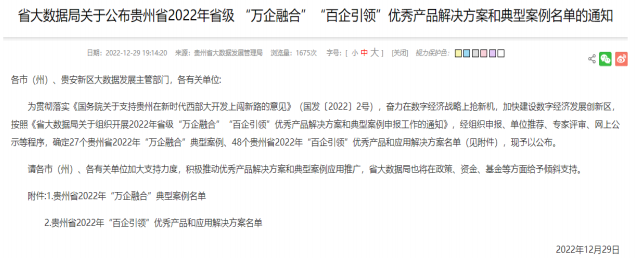 省大数据局关于公布贵州省2022年省级 “万企融合” “百企引领” 优秀产品解决方案和典型案例名单的通知
日期：2022-12-29 19:14:20 来源：贵州省大数据发展管理局 浏览量：1675次 字号：[ 小 中 大 ] [关闭] 视力保护色：
各市（州）、贵安新区大数据发展主管部门，各有关单位：
为贯彻落实《国务院关于支持贵州在新时代西部大开发上闯新路的意见》（国发〔2022〕2号），奋力在数字经济战略上抢新机，加快建设数字经济发展创新区，
按照《省大数据局关于组织开展2022年省级“万企融合” “百企引领”优秀产品解决方案和典型案例申报工作的通知》，经组织申报、单位推荐、专家评审、网上公
示等程序，确定27个贵州省2022年“万企融合”典型案例、48个贵州省2022年“百企引领”优秀产品和应用解决方案名单（见附件），现予以公布。
请各市（州）、各有关单位加大支持力度，积极推动优秀产品解决方案和典型案例应用推广，省大数据局也将在政策、资金、基金等方面给予倾斜支持。
附件:1.贵州省2022年“万企融合”典型案例名单
2.贵州省2022年“百企引领”优秀产品和应用解决方案名单
2022年12月29日